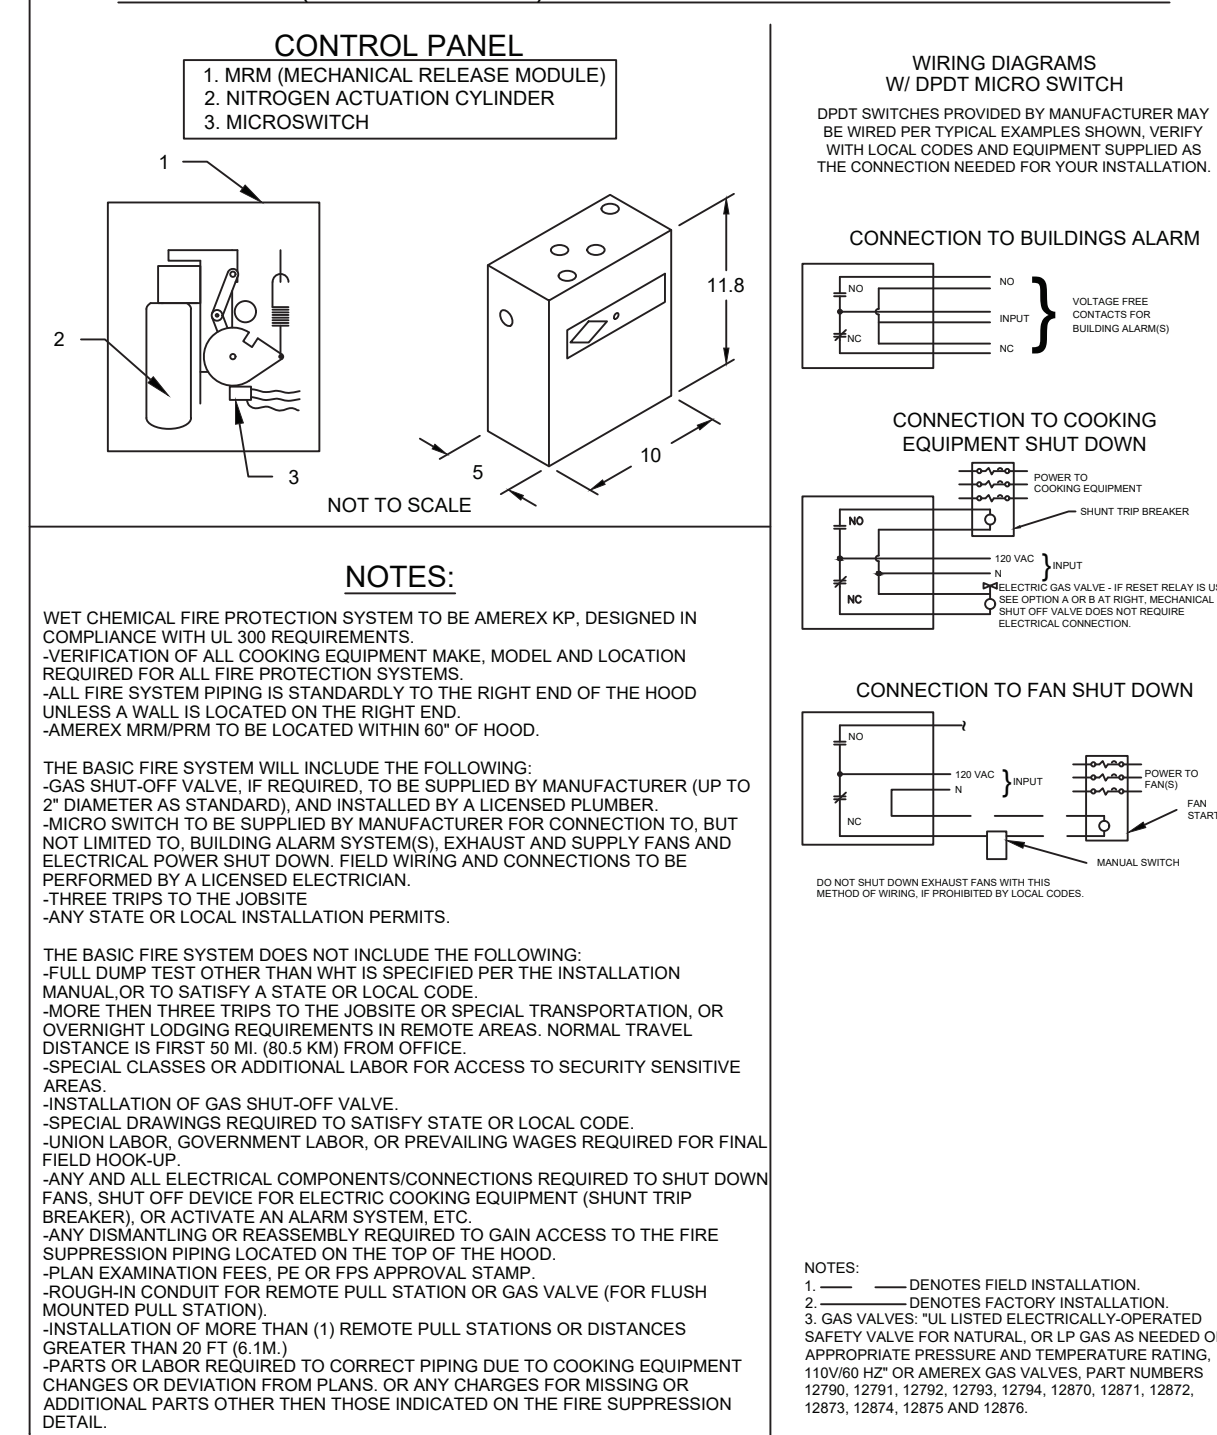 CONTROL PANEL
1. MRM (MECHANICAL RELEASE MODULE)
2. NITROGEN ACTUATION CYLINDER
3. MICROSWITCH
1
2
3
11.8
10
5
NOT TO SCALE
NOTES:
WET CHEMICAL FIRE PROTECTION SYSTEM TO BE AMEREX KP, DESIGNED IN
COMPLIANCE WITH UL 300 REQUIREMENTS.
-VERIFICATION OF ALL COOKING EQUIPMENT MAKE, MODEL AND LOCATION
REQUIRED FOR ALL FIRE PROTECTION SYSTEMS.
-ALL FIRE SYSTEM PIPING IS STANDARDLY TO THE RIGHT END OF THE HOOD
UNLESS A WALL IS LOCATED ON THE RIGHT END.
-AMEREX MRM/PRM TO BE LOCATED WITHIN 60" OF HOOD.
THE BASIC FIRE SYSTEM WILL INCLUDE THE FOLLOWING:
-GAS SHUT-OFF VALVE, IF REQUIRED, TO BE SUPPLIED BY MANUFACTURER (UP TO
2" DIAMETER AS STANDARD), AND INSTALLED BY A LICENSED PLUMBER.
-MICRO SWITCH TO BE SUPPLIED BY MANUFACTURER FOR CONNECTION TO, BUT
NOT LIMITED TO, BUILDING ALARM SYSTEM(S), EXHAUST AND SUPPLY FANS AND
ELECTRICAL POWER SHUT DOWN. FIELD WIRING AND CONNECTIONS TO BE
PERFORMED BY A LICENSED ELECTRICIAN.
-THREE TRIPS TO THE JOBSITE
-ANY STATE OR LOCAL INSTALLATION PERMITS.
THE BASIC FIRE SYSTEM DOES NOT INCLUDE THE FOLLOWING:
-FULL DUMP TEST OTHER THAN WHT IS SPECIFIED PER THE INSTALLATION
MANUAL,OR TO SATISFY A STATE OR LOCAL CODE.
-MORE THEN THREE TRIPS TO THE JOBSITE OR SPECIAL TRANSPORTATION, OR
OVERNIGHT LODGING REQUIREMENTS IN REMOTE AREAS. NORMAL TRAVEL
DISTANCE IS FIRST 50 MI. (80.5 KM) FROM OFFICE.
-SPECIAL CLASSES OR ADDITIONAL LABOR FOR ACCESS TO SECURITY SENSITIVE
AREAS.
-INSTALLATION OF GAS SHUT-OFF VALVE.
-SPECIAL DRAWINGS REQUIRED TO SATISFY STATE OR LOCAL CODE.
-UNION LABOR, GOVERNMENT LABOR, OR PREVAILING WAGES REQUIRED FOR FINAL
FIELD HOOK-UP.
-ANY AND ALL ELECTRICAL COMPONENTS/CONNECTIONS REQUIRED TO SHUT DOWN
FANS, SHUT OFF DEVICE FOR ELECTRIC COOKING EQUIPMENT (SHUNT TRIP
BREAKER), OR ACTIVATE AN ALARM SYSTEM, ETC.
-ANY DISMANTLING OR REASSEMBLY REQUIRED TO GAIN ACCESS TO THE FIRE
SUPPRESSION PIPING LOCATED ON THE TOP OF THE HOOD.
-PLAN EXAMINATION FEES, PE OR FPS APPROVAL STAMP.
-ROUGH-IN CONDUIT FOR REMOTE PULL STATION OR GAS VALVE (FOR FLUSH
MOUNTED PULL STATION).
-INSTALLATION OF MORE THAN (1) REMOTE PULL STATIONS OR DISTANCES
GREATER THAN 20 FT (6.1M.)
-PARTS OR LABOR REQUIRED TO CORRECT PIPING DUE TO COOKING EQUIPMENT
CHANGES OR DEVIATION FROM PLANS. OR ANY CHARGES FOR MISSING OR
ADDITIONAL PARTS OTHER THEN THOSE INDICATED ON THE FIRE SUPPRESSION
DETAIL.
WIRING DIAGRAMS
W/ DPDT MICRO SWITCH
DPDT SWITCHES PROVIDED BY MANUFACTURER MAY
BE WIRED PER TYPICAL EXAMPLES SHOWN, VERIFY
WITH LOCAL CODES AND EQUIPMENT SUPPLIED AS
THE CONNECTION NEEDED FOR YOUR INSTALLATION.
CONNECTION TO BUILDINGS ALARM
NO
NC
NO
INPUT
NC
VOLTAGE FREE
CONTACTS FOR
BUILDING ALARM(S)
CONNECTION TO COOKING
EQUIPMENT SHUT DOWN
POWER TO
COOKING EQUIPMENT
SHUNT TRIP BREAKER
NO
NC
120 VAC
N
INPUT
ELECTRIC GAS VALVE - IF RESET RELAY IS
SEE OPTION A OR B AT RIGHT, MECHANICAL
SHUT OFF VALVE DOES NOT REQUIRE
ELECTRICAL CONNECTION.
CONNECTION TO FAN SHUT DOWN
NO
NC
120 VAC
N
INPUT
POWER TO
FAN(S)
FAN
START
MANUAL SWITCH
DO NOT SHUT DOWN EXHAUST FANS WITH THIS
METHOD OF WIRING, IF PROHIBITED BY LOCAL CODES.
NOTES:
1. DENOTES FIELD INSTALLATION.
2. DENOTES FACTORY INSTALLATION.
3. GAS VALVES: "UL LISTED ELECTRICALLY-OPERATED
SAFETY VALVE FOR NATURAL, OR LP GAS AS NEEDED
APPROPRIATE PRESSURE AND TEMPERATURE RATING,
110V/60 HZ" OR AMEREX GAS VALVES, PART NUMBERS
12790, 12791, 12792, 12793, 12794, 12870, 12871, 12872,
12873, 12874, 12875 AND 12876.